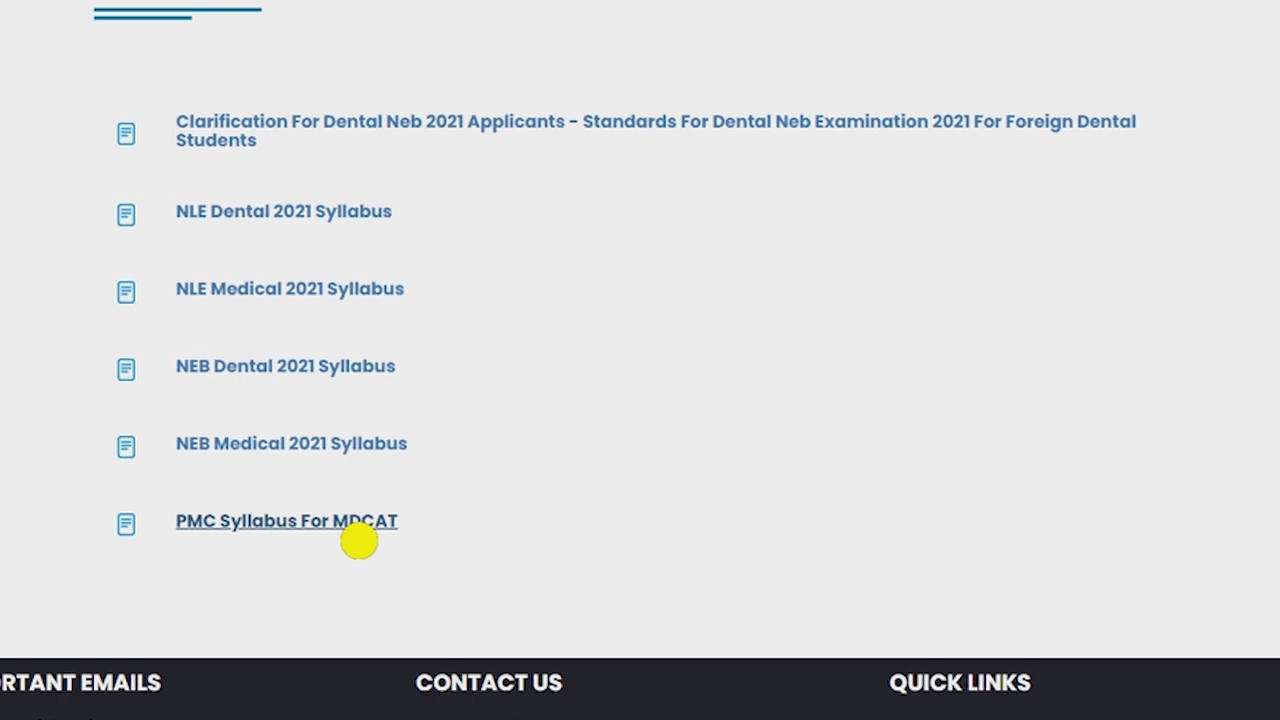 Clarification For Dental Neb 2021 Applicants - Standards For Dental Neb Examination 2021 For Foreign Dental
Students
NLE Dental 2021 Syllabus
NLE Medical 2021 Syllabus
NEB Dental 2021 Syllabus
NEB Medical 2021 Syllabus
PMC Syllabus For MDCAT
RTANT EMAILS
CONTACT US
QUICK LINKS